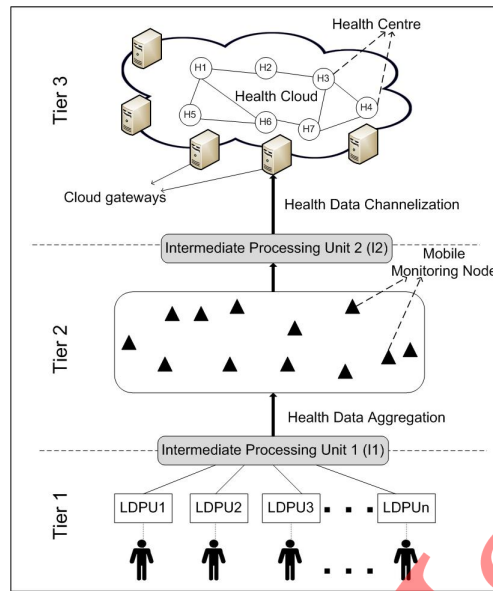 Health
Centre
Tier 3
H1
H2
H3
Health Cloud
H4
H5
H6
H7
Cloud gateways
Health Data Channelization
Intermediate Processing Unit 2 (I2)
Mobile
Monitoring Node
Tier 2
Health Data Aggregation
Intermediate Processing Unit 1 (I1)
Tier 1
LDPU1
LDPU2
LDPU3
LDPUn